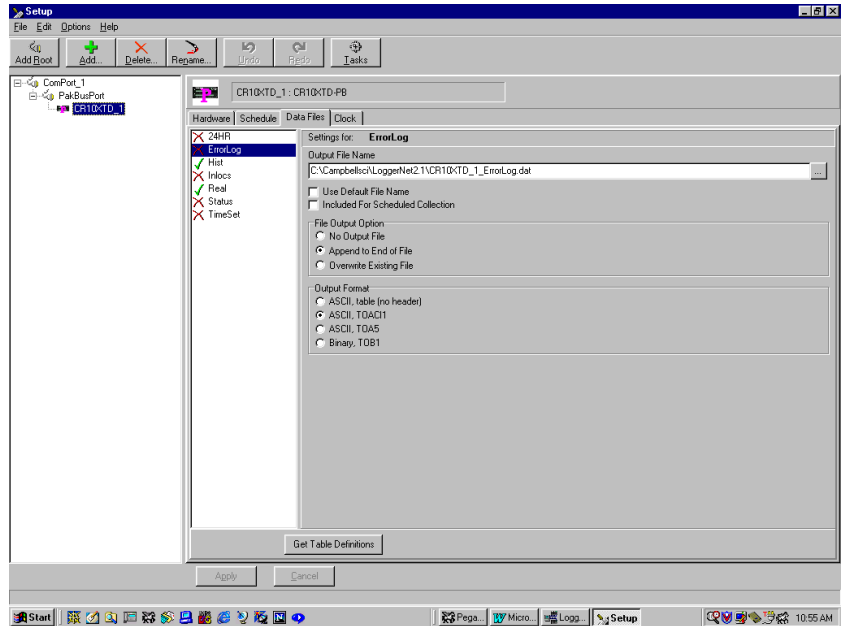 Setup
File Edit Options Help
Add Root Add... Delete... Rename... Undo Redo Tasks
ComPort_1
PakBusPort
CR10XTD_1
CR10XTD_1 : CR10XTD-PB
Hardware Schedule Data Files Clock
24HR
ErrorLog
Hist
Inlocs
Real
Status
TimeSet
Settings for: ErrorLog
Output File Name
C:\Campbellsci\LoggerNet2.1\CR10XTD_1_ErrorLog.dat
...
Use Default File Name
Included For Scheduled Collection
File Output Option
No Output File
Append to End of File
Overwrite Existing File
Output Format
ASCII, table (no header)
ASCII, TOACI1
ASCII, TOA5
Binary, TOB1
Get Table Definitions
Apply Cancel
Start Pega... Micro... Logg... Setup 10:55 AM